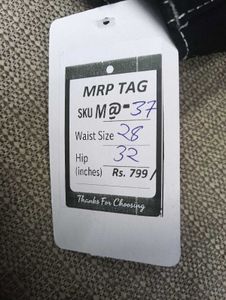 MRP TAG
SKU M@-37
Waist Size 28
Hip 32
(inches) Rs. 799/
Thanks For Choosing